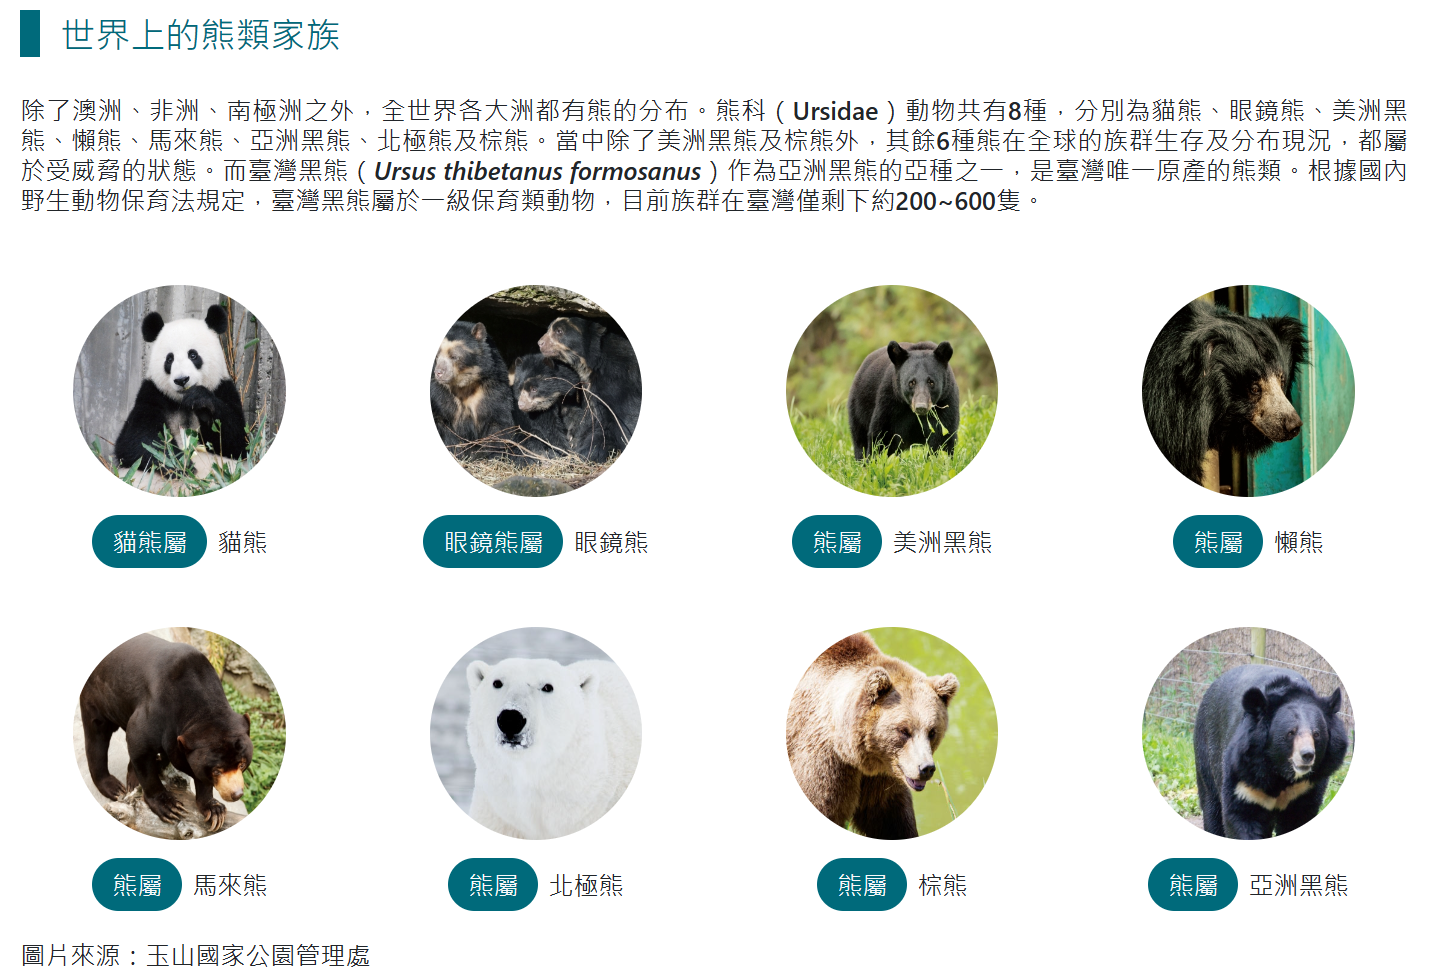 世界上的熊類家族
除了澳洲、非洲、南極洲之外，全世界各大洲都有熊的分布。熊科（Ursidae）動物共有8種，分別為貓熊、眼鏡熊、美洲黑
熊、懶熊、馬來熊、亞洲黑熊、北極熊及棕熊。當中除了美洲黑熊及棕熊外，其餘6種熊在全球的族群生存及分布現況，都屬
於受威脅的狀態。而臺灣黑熊（Ursus thibetanus formosanus）作為亞洲黑熊的亞種之一，是臺灣唯一原產的熊類。根據國內
野生動物保育法規定，臺灣黑熊屬於一級保育類動物，目前族群在臺灣僅剩下約200~600隻。
貓熊屬 貓熊
眼鏡熊屬 眼鏡熊
熊屬 美洲黑熊
熊屬 懶熊
熊屬 馬來熊
熊屬 北極熊
熊屬 棕熊
熊屬 亞洲黑熊
圖片來源：玉山國家公園管理處